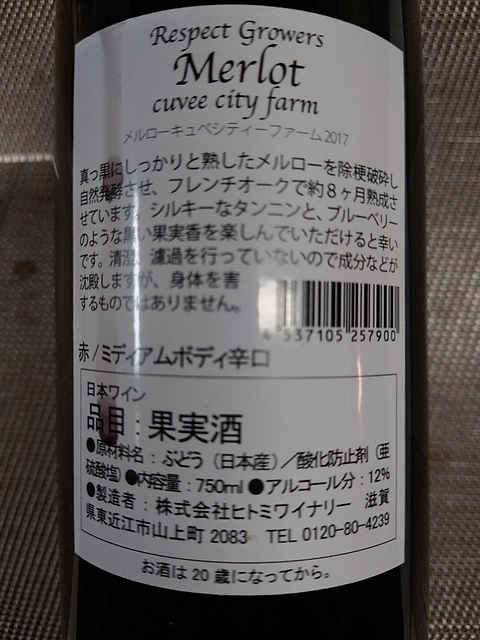 Respect Growers
Merlot
cuvee city farm
メルローキュベシティーファーム2017
真っ黒にしっかりと熟したメルローを除梗破砕し
自然発酵させ、フレンチオークで約８ヶ月熟成さ
せています。シルキーなタンニンと、ブルーベリー
のような黒い果実香を楽しんでいただけると幸い
です。清澄、濾過を行っていないので成分などが
沈殿しますが、身体を害
するものではありません。
4 537105 257900
赤／ミディアムボディ辛口
日本ワイン
品目：果実酒
●原材料名：ぶどう（日本産）／酸化防止剤（亜
硫酸塩）●内容量：750ml ●アルコール分：12%
●製造者：株式会社ヒトミワイナリー 滋賀
県東近江市山上町 2083 TEL 0120-80-4239
お酒は 20 歳になってから。